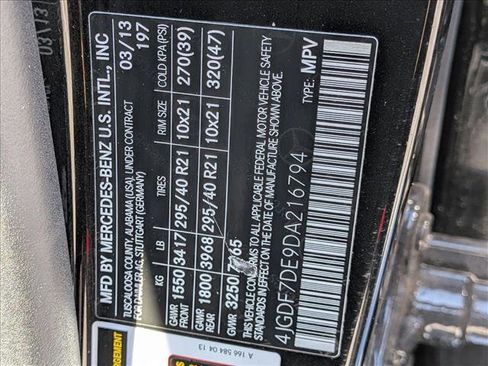 MFD BY MERCEDES-BENZ U.S. INTL., INC
TUSCALOOSA COUNTY, ALABAMA (USA), UNDER CONTRACT
FOR DAIMLER AG, STUTTGART (GERMANY)
03/13
197
KG LB RIM SIZE COLD KPA(PSI)
GAWR FRONT 1550 3417 295/40 R21 10x21 270(39)
GAWR REAR 1800 3968 295/40 R21 10x21 320(47)
GVWR 3250 7165
THIS VEHICLE CONFORMS TO ALL APPLICABLE FEDERAL MOTOR VEHICLE SAFETY
STANDARDS IN EFFECT ON THE DATE OF MANUFACTURE SHOWN ABOVE.
TYPE: MPV
4JGDF7DE9DA216794
A 166 584 04 13
03/13